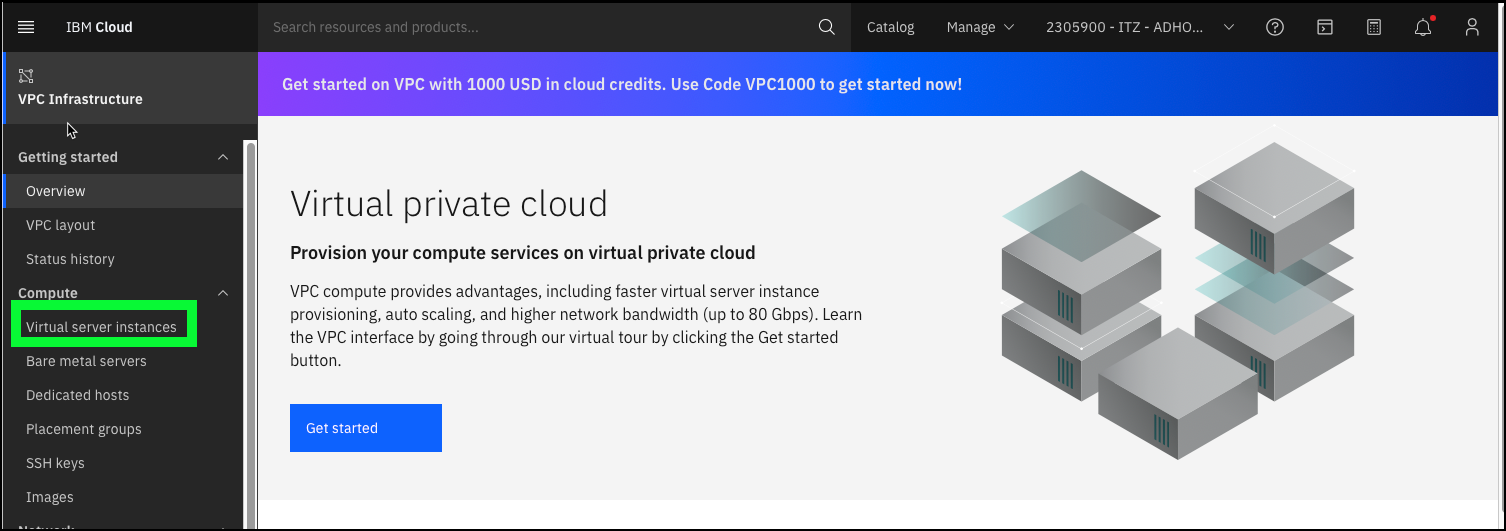 IBM Cloud
Search resources and products...
Catalog
Manage
2305900 - ITZ - ADHO...
VPC Infrastructure
Getting started
Overview
VPC layout
Status history
Compute
Virtual server instances
Bare metal servers
Dedicated hosts
Placement groups
SSH keys
Images
Get started on VPC with 1000 USD in cloud credits. Use Code VPC1000 to get started now!
Virtual private cloud
Provision your compute services on virtual private cloud
VPC compute provides advantages, including faster virtual server instance
provisioning, auto scaling, and higher network bandwidth (up to 80 Gbps). Learn
the VPC interface by going through our virtual tour by clicking the Get started
button.
Get started